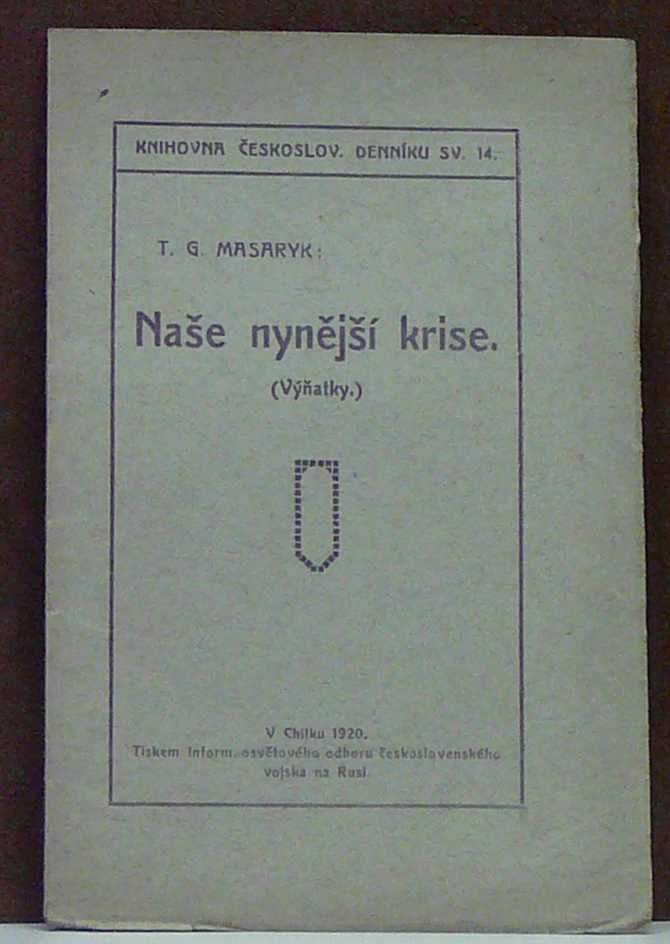 KNIHOVNA ČESKOSLOV. DENNÍKU SV. 14.
T. G. MASARYK:
Naše nynější krise.
(Výňatky.)
V Chilku 1920.
Tiskem Inform. osvětového odboru československého
vojska na Rusi